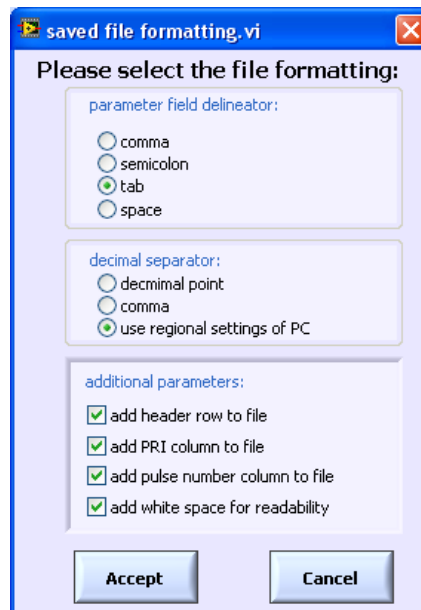 saved file formatting.vi
Please select the file formatting:
parameter field delineator:
comma
semicolon
tab
space
decimal separator:
decmimal point
comma
use regional settings of PC
additional parameters:
add header row to file
add PRI column to file
add pulse number column to file
add white space for readability
Accept Cancel